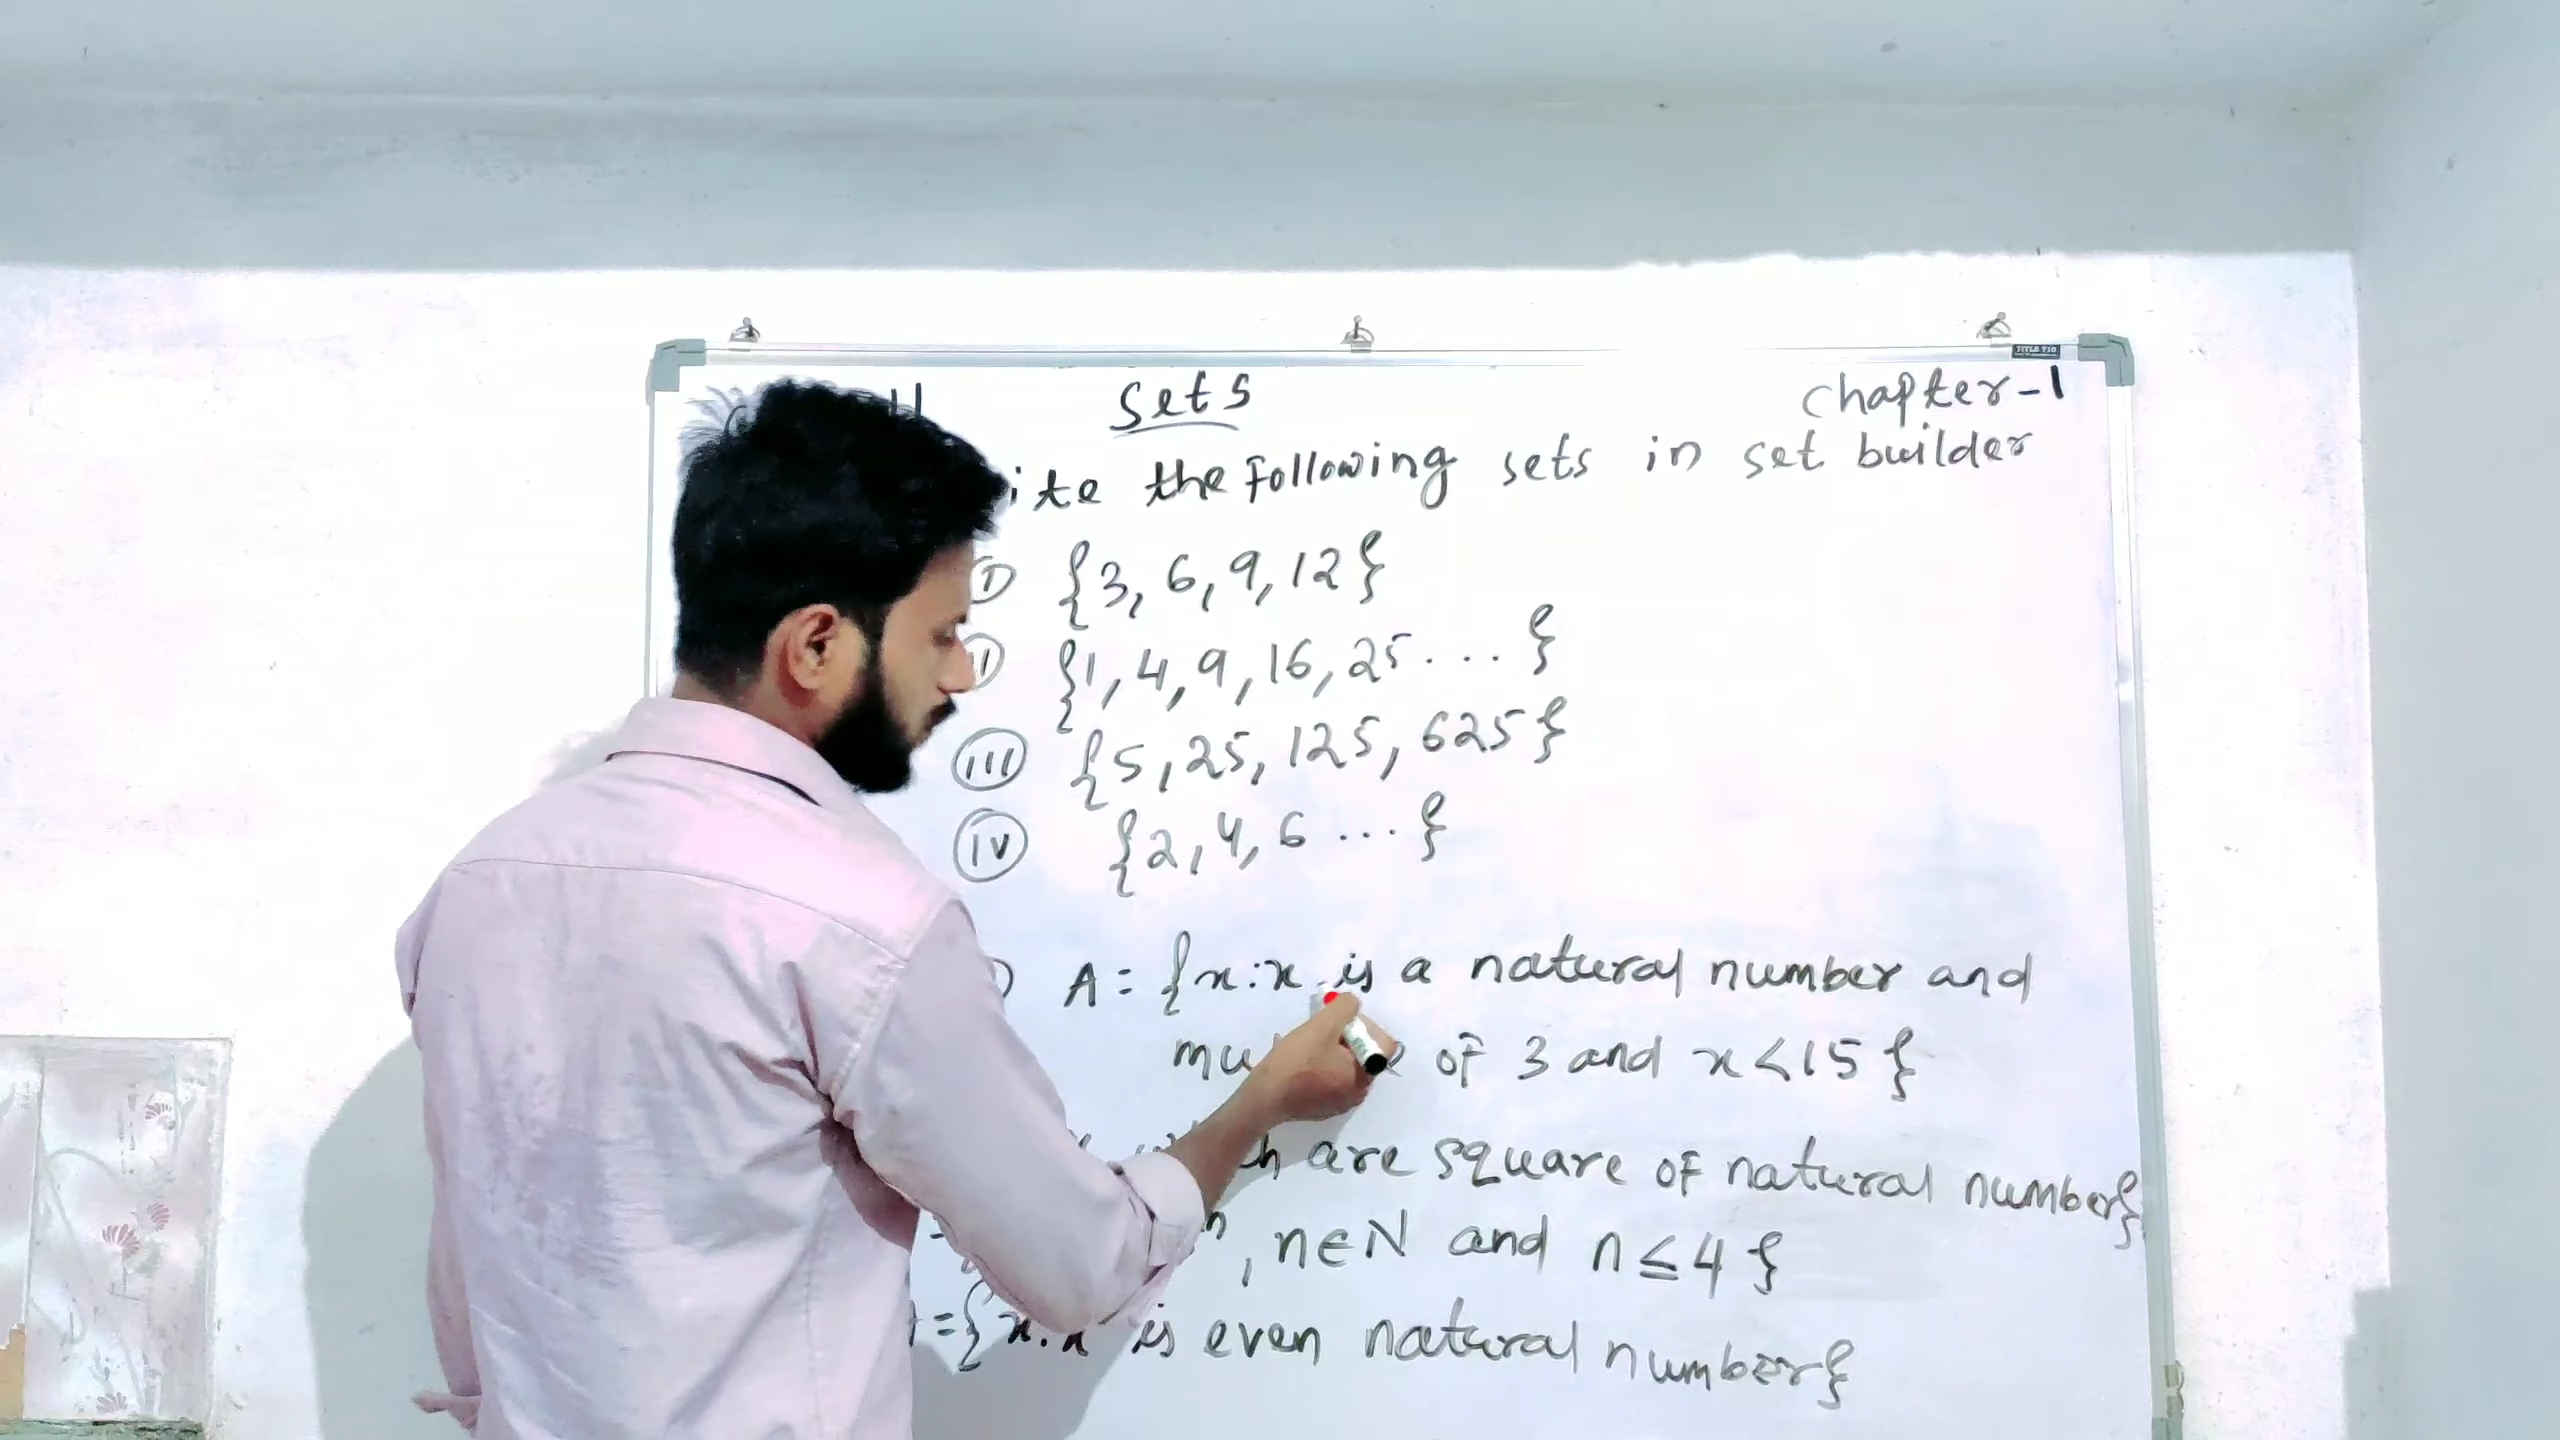 11 Sets Chapter-1
the Following sets in set builder
I {3, 6, 9, 12}
II {1, 4, 9, 16, 25 ... }
III {5, 25, 125, 625}
IV {2, 4, 6 ... }
A = {x:x is a natural number and
of 3 and x<15}
are square of natural number}
, n∈N and n≤4}
={x:x is even natural number}